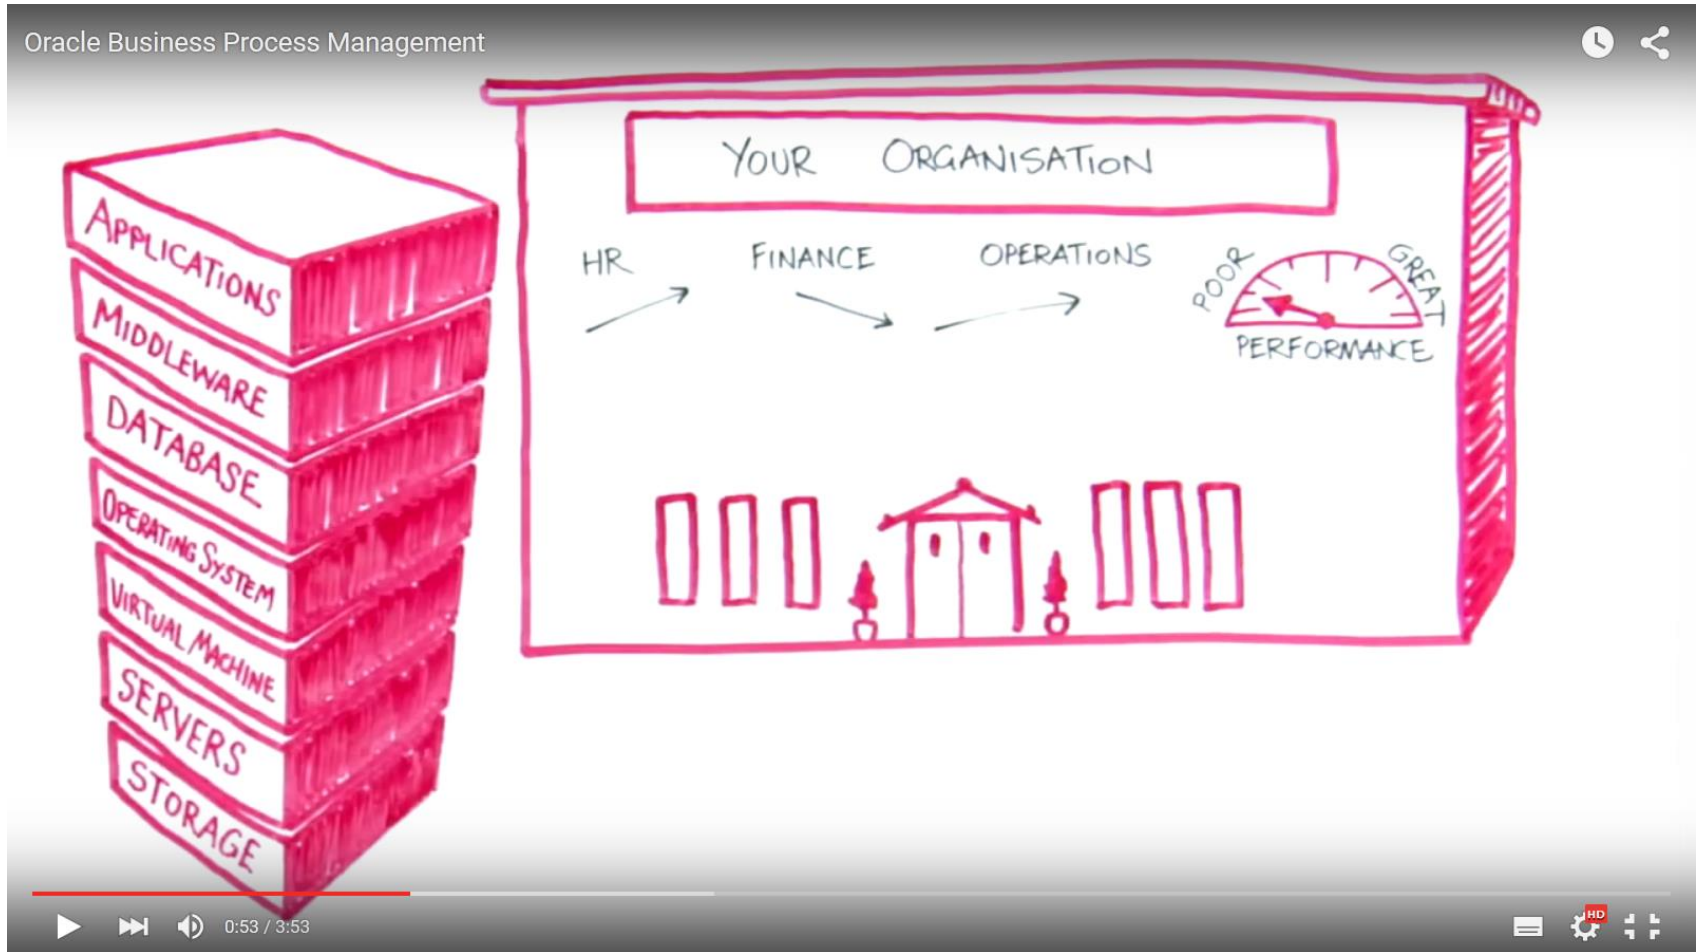 Oracle Business Process Management
YOUR ORGANISATION
HR FINANCE OPERATIONS
POOR GREAT
PERFORMANCE
APPLICATIONS
MIDDLEWARE
DATABASE
OPERATING SYSTEM
VIRTUAL MACHINE
SERVERS
STORAGE
0:53 / 3:53
HD